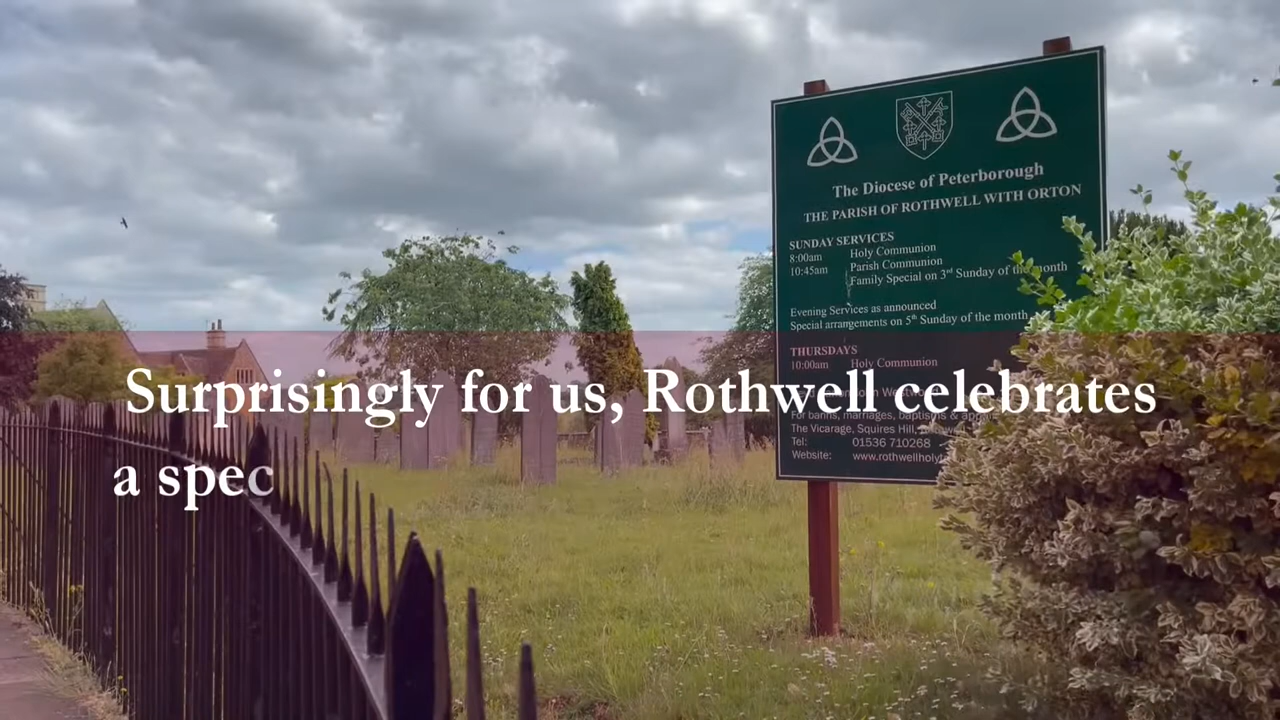 The Diocese of Peterborough
THE PARISH OF ROTHWELL WITH ORTON
SUNDAY SERVICES
8:00am Holy Communion
10:45am Parish Communion
Family Special on 3rd Sunday of the month
Evening Services as announced
Special arrangements on 5th Sunday of the month
THURSDAYS
10:00am Holy Communion
Surprisingly for us, Rothwell celebrates
For banns, marriages, baptisms &
The Vicarage, Squires Hill,
Tel: 01536 710268
Website:
a spec